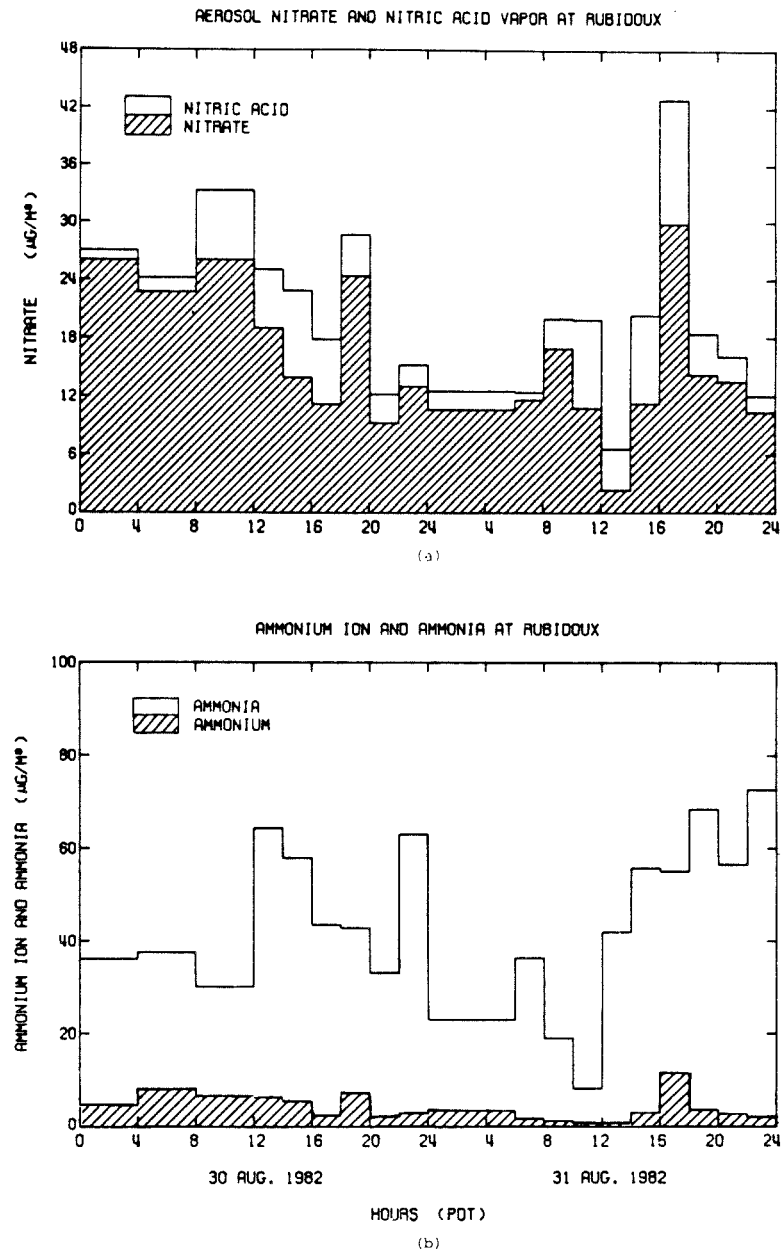 AEROSOL NITRATE AND NITRIC ACID VAPOR AT RUBIDOUX
48
42
36
30
24
18
12
6
0
NITRATE (µG/M³)
NITRIC ACID
NITRATE
0 4 8 12 16 20 24 4 8 12 16 20 24
(a)
AMMONIUM ION AND AMMONIA AT RUBIDOUX
100
80
60
40
20
0
AMMONIUM ION AND AMMONIA (µG/M³)
AMMONIA
AMMONIUM
0 4 8 12 16 20 24 4 8 12 16 20 24
30 AUG. 1982 31 AUG. 1982
HOURS (PDT)
(b)